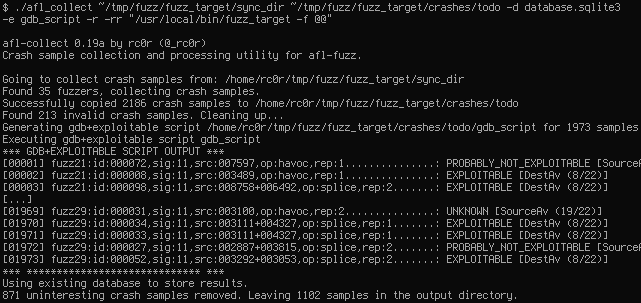 $ ./afl_collect ~/tmp/fuzz/fuzz_target/sync_dir ~/tmp/fuzz/fuzz_target/crashes/todo -d database.sqlite3
-e gdb_script -r -rr "/usr/local/bin/fuzz_target -f @@"
afl-collect 0.19a by rc0r (@_rc0r)
Crash sample collection and processing utility for afl-fuzz.
Going to collect crash samples from: /home/rc0r/tmp/fuzz/fuzz_target/sync_dir
Found 35 fuzzers, collecting crash samples.
Successfully copied 2186 crash samples to /home/rc0r/tmp/fuzz/fuzz_target/crashes/todo
Found 213 invalid crash samples. Cleaning up...
Generating gdb+exploitable script /home/rc0r/tmp/fuzz/fuzz_target/crashes/todo/gdb_script for 1973 samples
Executing gdb+exploitable script gdb_script
*** GDB+EXPLOITABLE SCRIPT OUTPUT ***
[00001] fuzz21:id:000072,sig:11,src:007597,op:havoc,rep:1...............: PROBABLY_NOT_EXPLOITABLE [SourceA
[00002] fuzz21:id:000008,sig:11,src:003489,op:havoc,rep:1...............: EXPLOITABLE [DestAv (8/22)]
[00003] fuzz21:id:000098,sig:11,src:008758+006492,op:splice,rep:2.......: EXPLOITABLE [DestAv (8/22)]
[...]
[01969] fuzz29:id:000031,sig:11,src:003100,op:havoc,rep:2...............: UNKNOWN [SourceAv (19/22)]
[01970] fuzz29:id:000034,sig:11,src:003111+004327,op:splice,rep:1.......: EXPLOITABLE [DestAv (8/22)]
[01971] fuzz29:id:000033,sig:11,src:003111+004327,op:splice,rep:1.......: EXPLOITABLE [DestAv (8/22)]
[01972] fuzz29:id:000027,sig:11,src:002887+003815,op:splice,rep:2.......: PROBABLY_NOT_EXPLOITABLE [SourceA
[01973] fuzz29:id:000052,sig:11,src:003292+003053,op:splice,rep:2.......: EXPLOITABLE [DestAv (8/22)]
*** ***************************** ***
Using existing database to store results.
871 uninteresting crash samples removed. Leaving 1102 samples in the output directory.